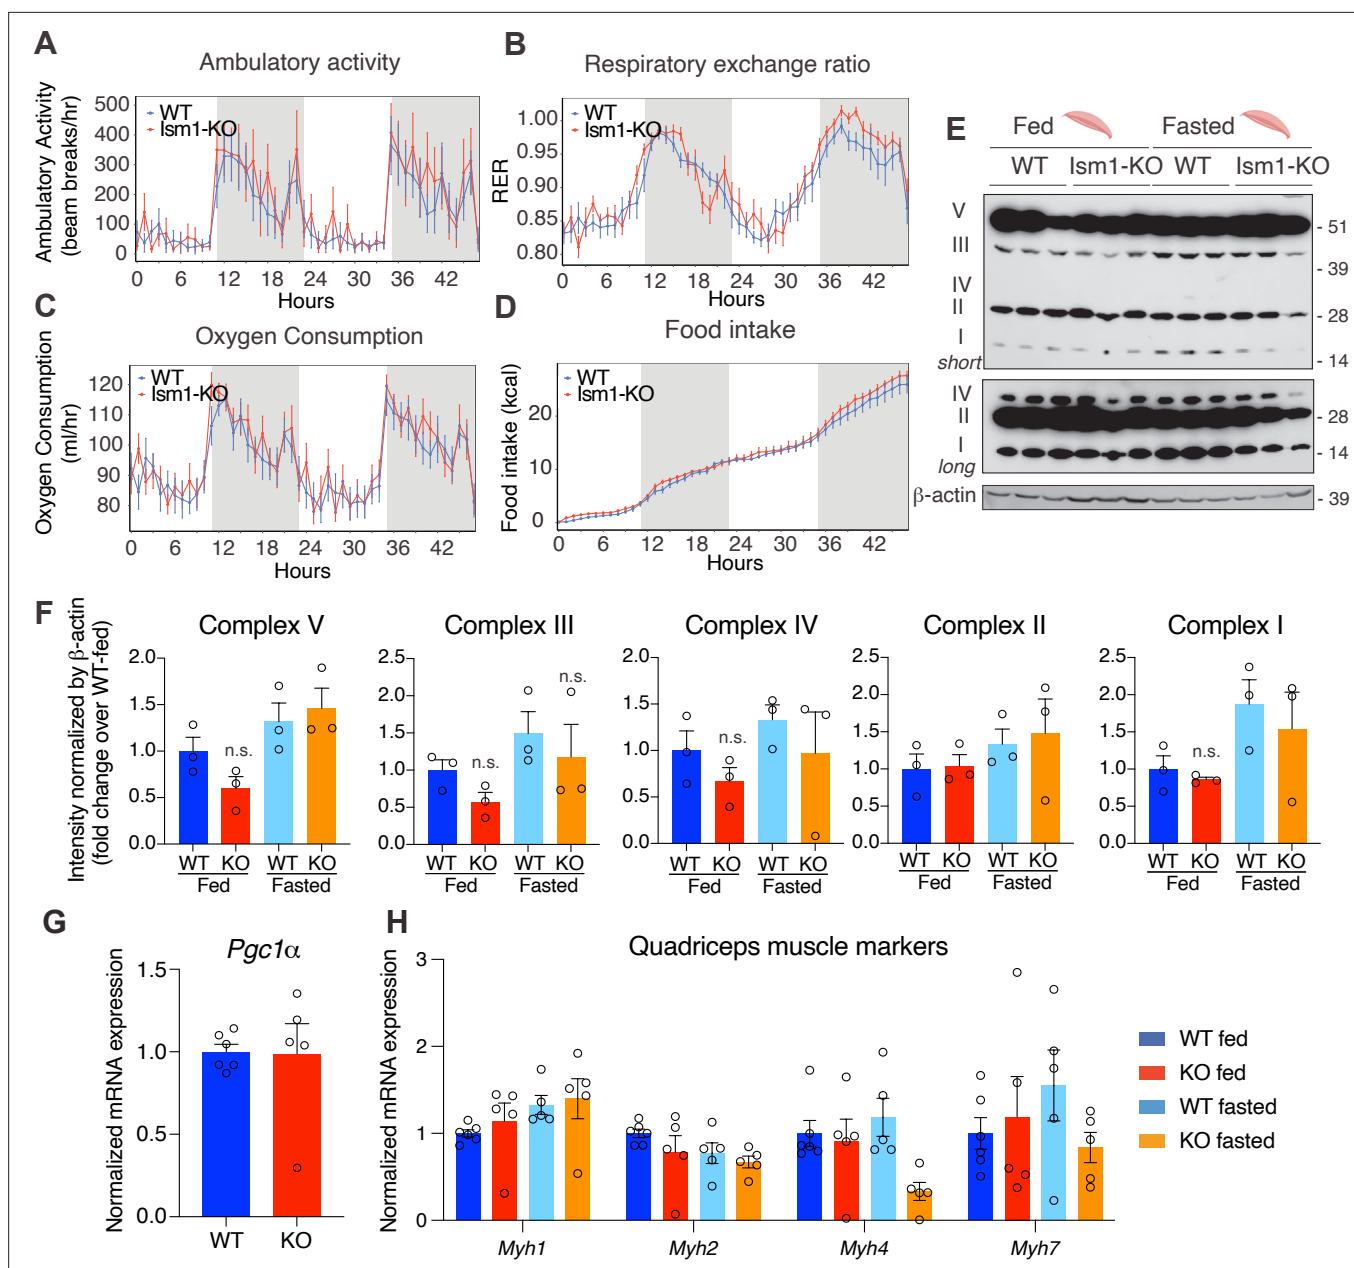 A
Ambulatory activity
Ambulatory Activity
(beam breaks/hr)
500
400
300
200
100
0
WT
Ism1-KO
0 6 12 18 24 30 36 42
Hours
B
Respiratory exchange ratio
RER
1.00
0.95
0.90
0.85
0.80
WT
Ism1-KO
0 6 12 18 24 30 36 42
Hours
C
Oxygen Consumption
Oxygen Consumption
(ml/hr)
120
110
100
90
80
WT
Ism1-KO
0 6 12 18 24 30 36 42
Hours
D
Food intake
Food intake (kcal)
20
10
0
WT
Ism1-KO
0 6 12 18 24 30 36 42
Hours
E
Fed Fasted
WT Ism1-KO WT Ism1-KO
V
III
IV
II
I
short
- 51
- 39
- 28
- 14
IV
II
I
long
- 28
- 14
β-actin - 39
F
Intensity normalized by β-actin
(fold change over WT-fed)
Complex V
2.0
1.5
1.0
0.5
0.0
n.s.
WT KO WT KO
Fed Fasted
Complex III
2.5
2.0
1.5
1.0
0.5
0.0
n.s.
n.s.
WT KO WT KO
Fed Fasted
Complex IV
2.0
1.5
1.0
0.5
0.0
n.s.
WT KO WT KO
Fed Fasted
Complex II
2.5
2.0
1.5
1.0
0.5
0.0
WT KO WT KO
Fed Fasted
Complex I
2.5
2.0
1.5
1.0
0.5
0.0
n.s.
WT KO WT KO
Fed Fasted
G
Pgc1α
Normalized mRNA expression
1.5
1.0
0.5
0.0
WT KO
H
Quadriceps muscle markers
Normalized mRNA expression
3
2
1
0
Myh1 Myh2 Myh4 Myh7
WT fed
KO fed
WT fasted
KO fasted